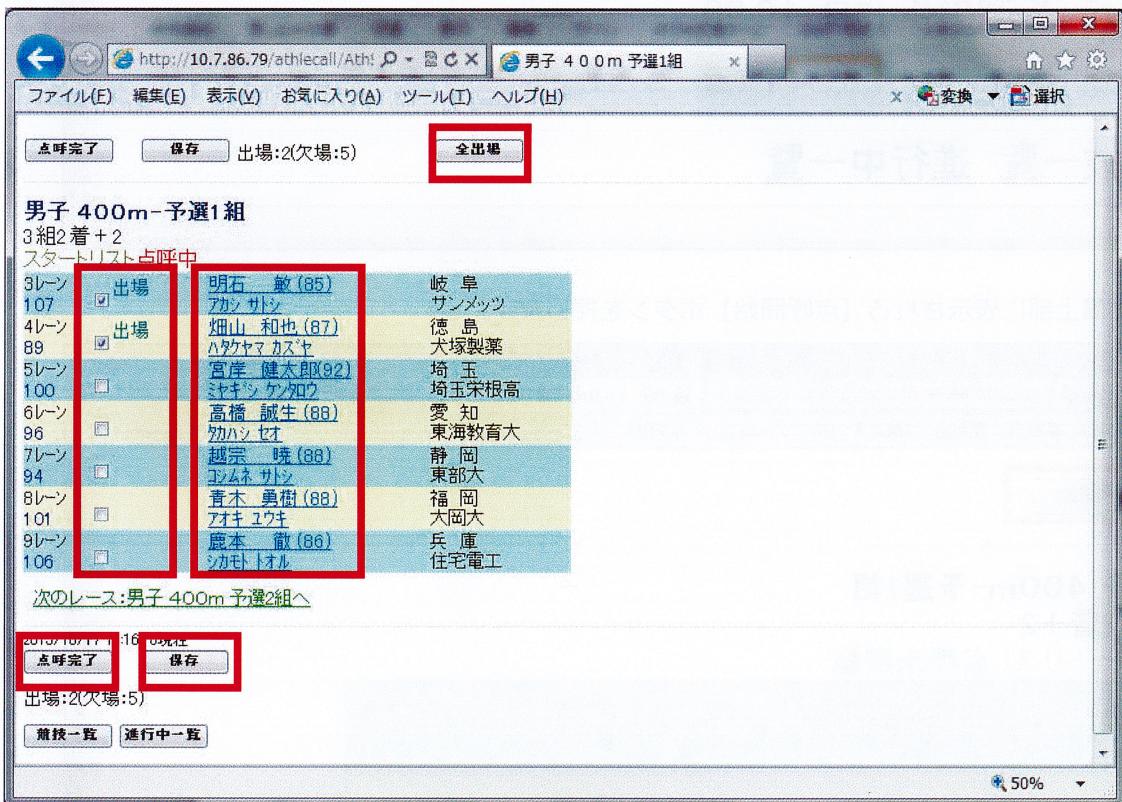 http://10.7.86.79/athlecall/Ath 男子 400m 予選1組
ファイル(F) 編集(E) 表示(V) お気に入り(A) ツール(T) ヘルプ(H) 変換 選択
点呼完了 保存 出場:2(欠場:5) 全出場
男子 400m-予選1組
3組2着+2
スタートリスト点呼中
3レーン 出場 明石 敏(85) 岐阜
107 アカシ サトシ サンメッツ
4レーン 出場 畑山 和也(87) 徳島
89 ハタケヤマ カズヤ 犬塚製薬
5レーン 宮岸 健太郎(92) 埼玉
100 ミヤギシ ケンタロウ 埼玉栄根高
6レーン 高橋 誠生(88) 愛知
96 タカハシ セオ 東海教育大
7レーン 越宗 暁(88) 静岡
94 コシムネ サトシ 東部大
8レーン 青木 勇樹(88) 福岡
101 アオキ ユウキ 大岡大
9レーン 鹿本 徹(86) 兵庫
106 シカモト トオル 住宅電工
次のレース:男子 400m 予選2組へ
点呼完了 保存
出場:2(欠場:5)
競技一覧 進行中一覧
50%